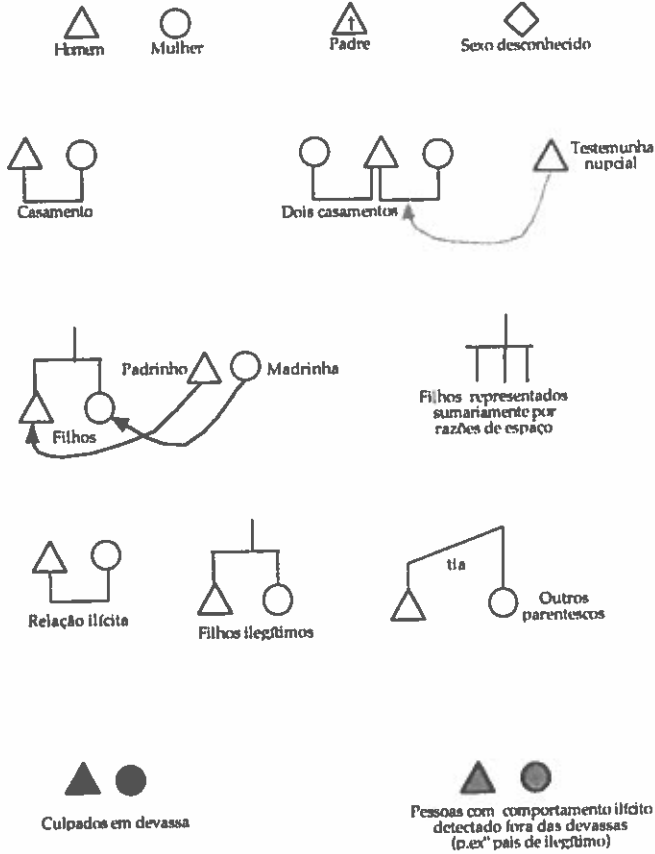 Homem Mulher Padre Sexo desconhecido
Testemunha
nupcial
Casamento Dois casamentos
Padrinho Madrinha
Filhos
Filhos representados
sumariamente por
razões de espaço
tia
Outros
parentescos
Relação ilícita Filhos ilegítimos
Culpados em devassa
Pessoas com comportamento ilícito
detectado fora das devassas
(p.exº pais de ilegítimo)